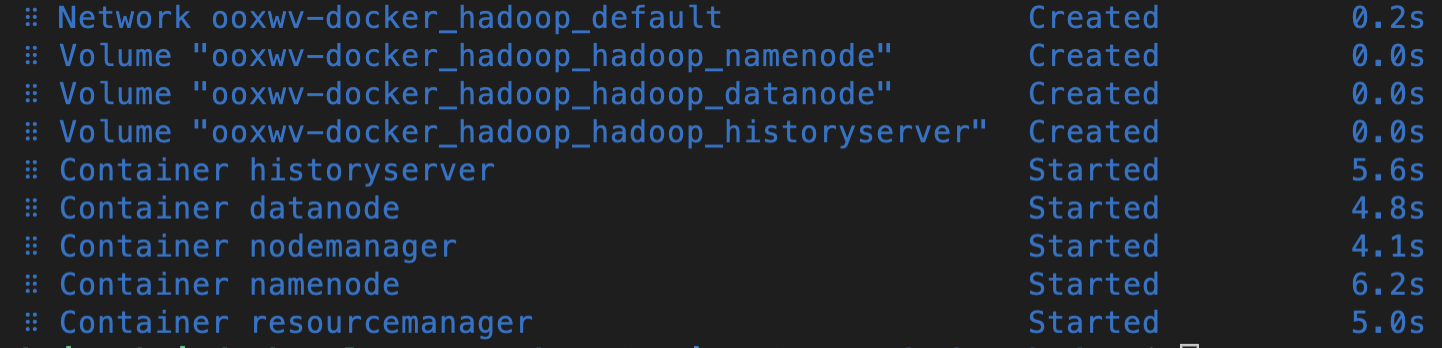 Network ooxwv-docker_hadoop_default Created 0.2s
Volume "ooxwv-docker_hadoop_hadoop_namenode" Created 0.0s
Volume "ooxwv-docker_hadoop_hadoop_datanode" Created 0.0s
Volume "ooxwv-docker_hadoop_hadoop_historyserver" Created 0.0s
Container historyserver Started 5.6s
Container datanode Started 4.8s
Container nodemanager Started 4.1s
Container namenode Started 6.2s
Container resourcemanager Started 5.0s